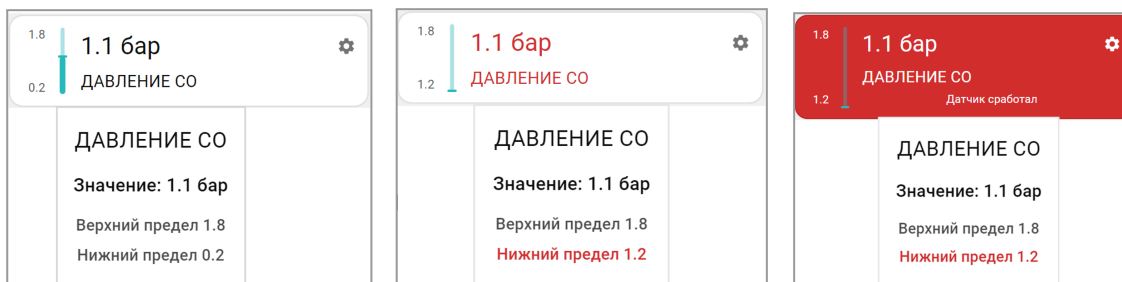 1.8
1.1 бар
0.2
ДАВЛЕНИЕ СО
ДАВЛЕНИЕ СО
Значение: 1.1 бар
Верхний предел 1.8
Нижний предел 0.2
1.8
1.1 бар
1.2
ДАВЛЕНИЕ СО
ДАВЛЕНИЕ СО
Значение: 1.1 бар
Верхний предел 1.8
Нижний предел 1.2
1.8
1.1 бар
ДАВЛЕНИЕ СО
1.2
Датчик сработал
ДАВЛЕНИЕ СО
Значение: 1.1 бар
Верхний предел 1.8
Нижний предел 1.2